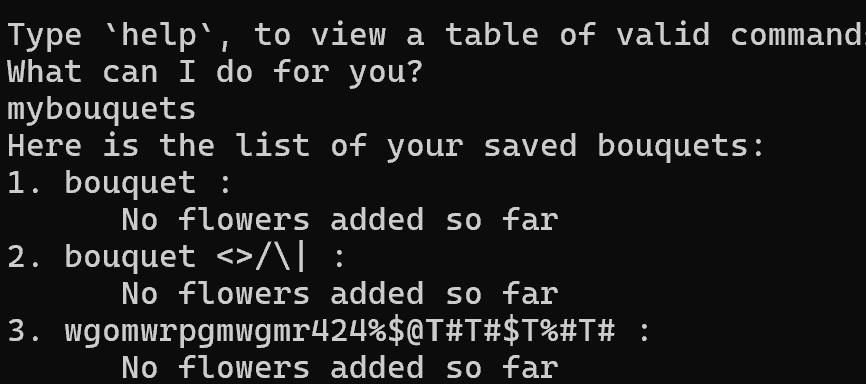 Type `help`, to view a table of valid command
What can I do for you?
mybouquets
Here is the list of your saved bouquets:
1. bouquet :
No flowers added so far
2. bouquet <>/\| :
No flowers added so far
3. wgomwrpgmwgmr424%$@T#T#$T%#T# :
No flowers added so far